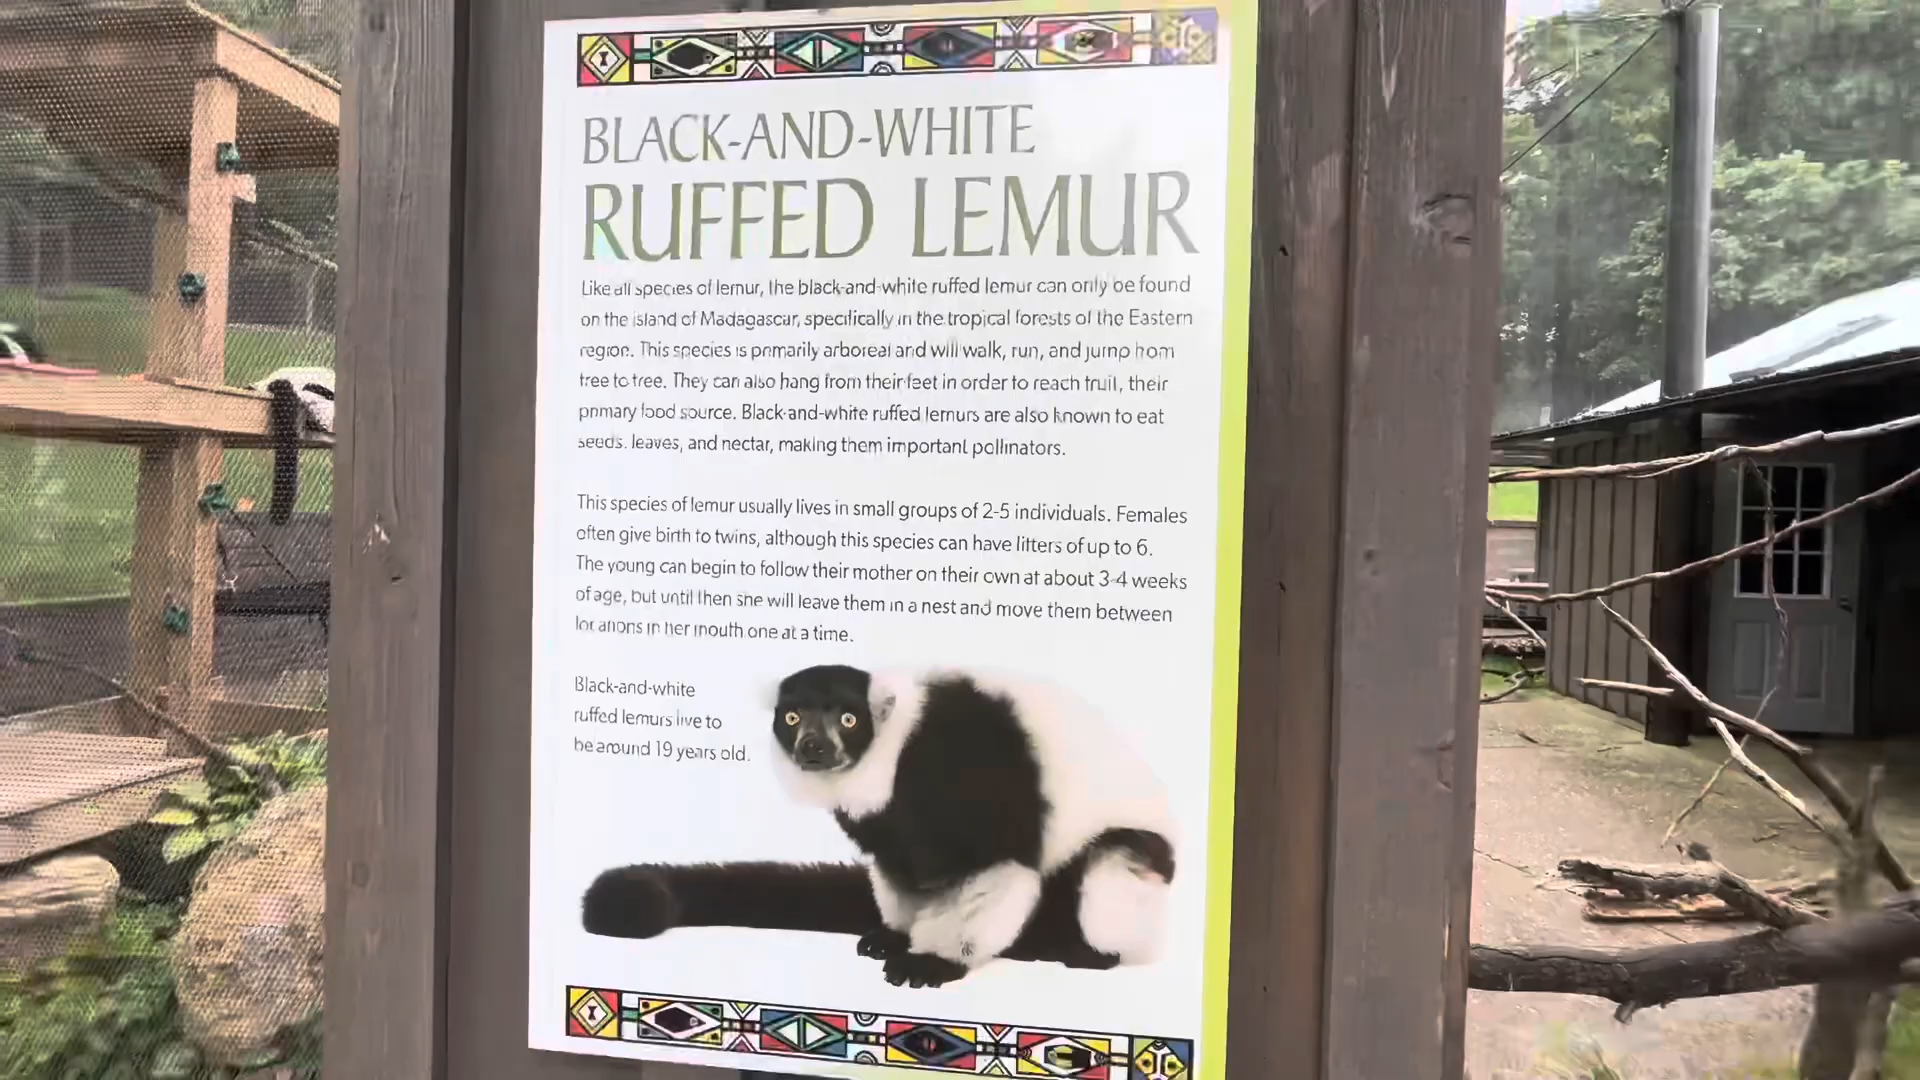 BLACK-AND-WHITE
RUFFED LEMUR
Like all species of lemur, the black-and-white ruffed lemur can only be found
on the island of Madagascar, specifically in the tropical forests of the Eastern
region. This species is primarily arboreal and will walk, run, and jump from
tree to tree. They can also hang from their feet in order to reach fruit, their
primary food source. Black-and-white ruffed lemurs are also known to eat
seeds, leaves, and nectar, making them important pollinators.
This species of lemur usually lives in small groups of 2-5 individuals. Females
often give birth to twins, although this species can have litters of up to 6.
The young can begin to follow their mother on their own at about 3-4 weeks
of age, but until then she will leave them in a nest and move them between
locations in her mouth one at a time.
Black-and-white
ruffed lemurs live to
be around 19 years old.